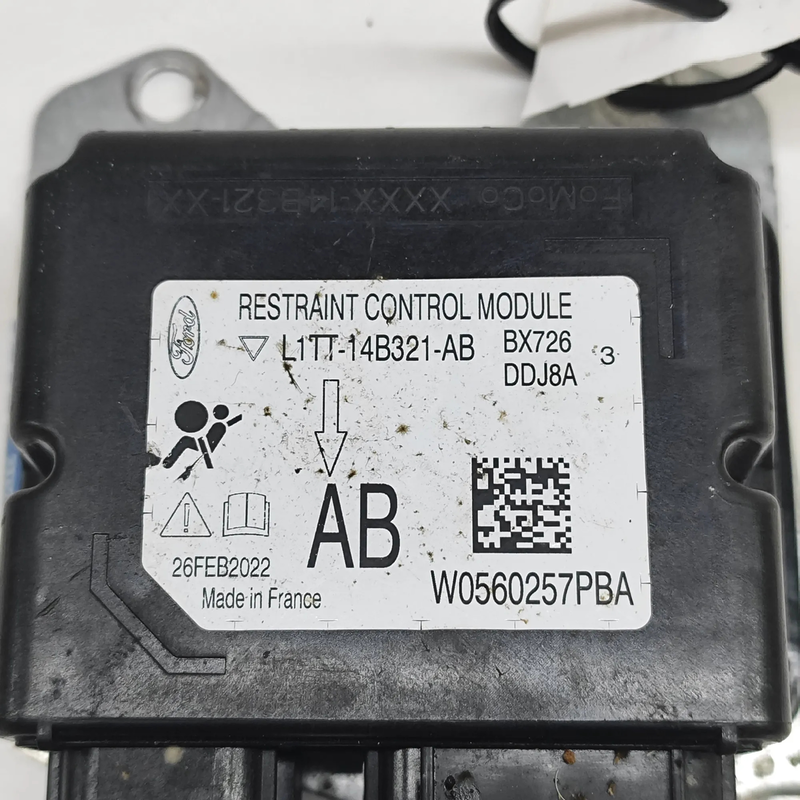 FoMoCo XXXX-14B321-XX
Ford
RESTRAINT CONTROL MODULE
L1TT-14B321-AB BX726 3
DDJ8A
AB
26FEB2022
Made in France
W0560257PBA